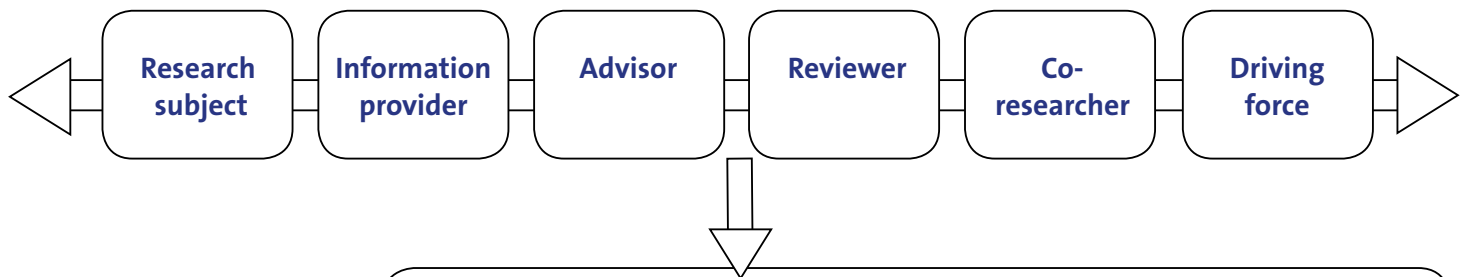 Research
subject
Information
provider
Advisor
Reviewer
Co-
researcher
Driving
force